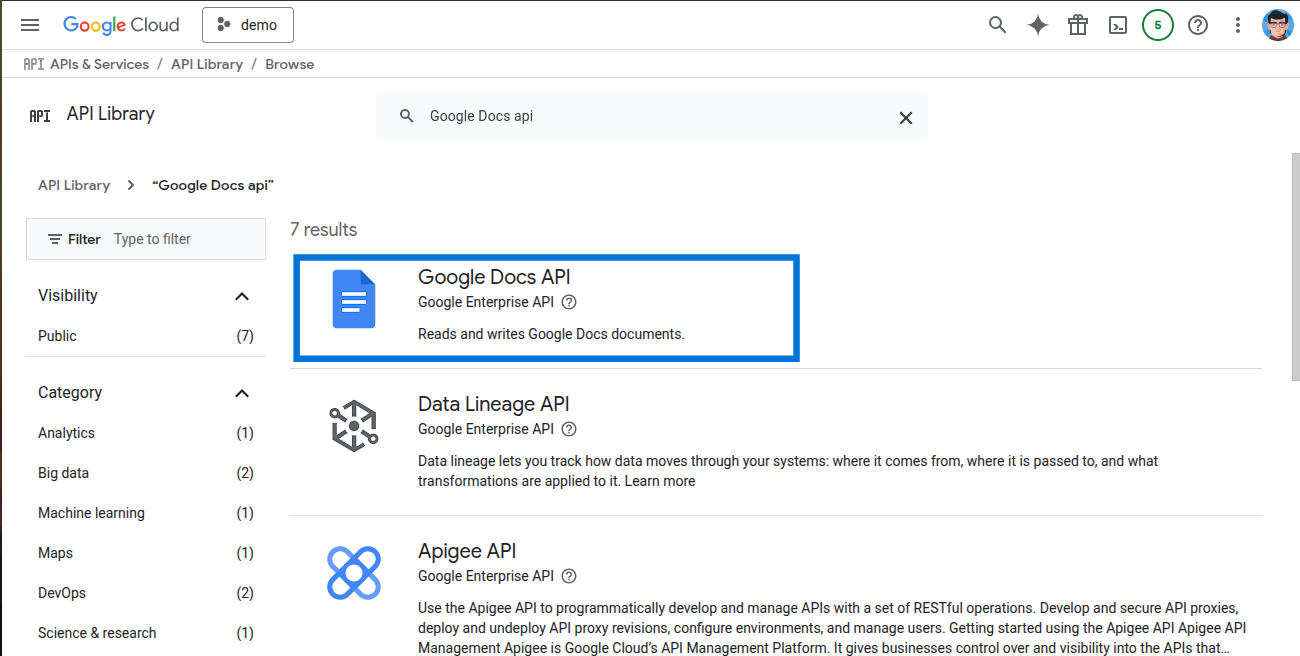 Google Cloud demo 5
API APIs & Services / API Library / Browse
API API Library Google Docs api
API Library > “Google Docs api”
Filter Type to filter
7 results
Visibility
Public (7)
Category
Analytics (1)
Big data (2)
Machine learning (1)
Maps (1)
DevOps (2)
Science & research (1)
Google Docs API
Google Enterprise API
Reads and writes Google Docs documents.
Data Lineage API
Google Enterprise API
Data lineage lets you track how data moves through your systems: where it comes from, where it is passed to, and what
transformations are applied to it. Learn more
Apigee API
Google Enterprise API
Use the Apigee API to programmatically develop and manage APIs with a set of RESTful operations. Develop and secure API proxies,
deploy and undeploy API proxy revisions, configure environments, and manage users. Getting started using the Apigee API Apigee API
Management Apigee is Google Cloud’s API Management Platform. It gives businesses control over and visibility into the APIs that...